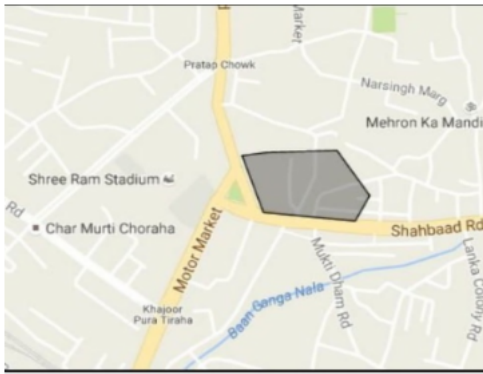 Market
Pratap Chowk
Narsingh Marg
Mehron Ka Mandi
Shree Ram Stadium
Rd
Char Murti Choraha
Motor Market
Shahbaad Rd
Mukti Dham Rd
Lanka Colony Rd
Baan Ganga Nala
Khajoor
Pura Tiraha